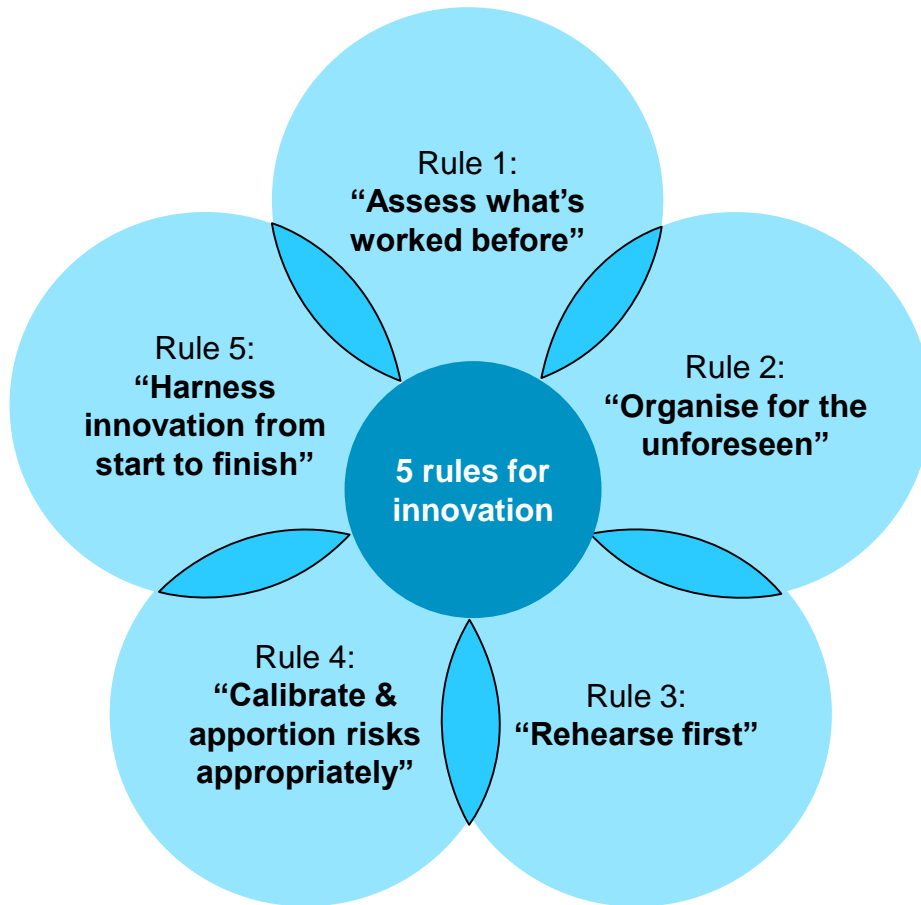 Rule 1:
“Assess what’s
worked before”
Rule 2:
“Organise for the
unforeseen”
Rule 3:
“Rehearse first”
Rule 4:
“Calibrate &
apportion risks
appropriately”
Rule 5:
“Harness
innovation from
start to finish”
5 rules for
innovation